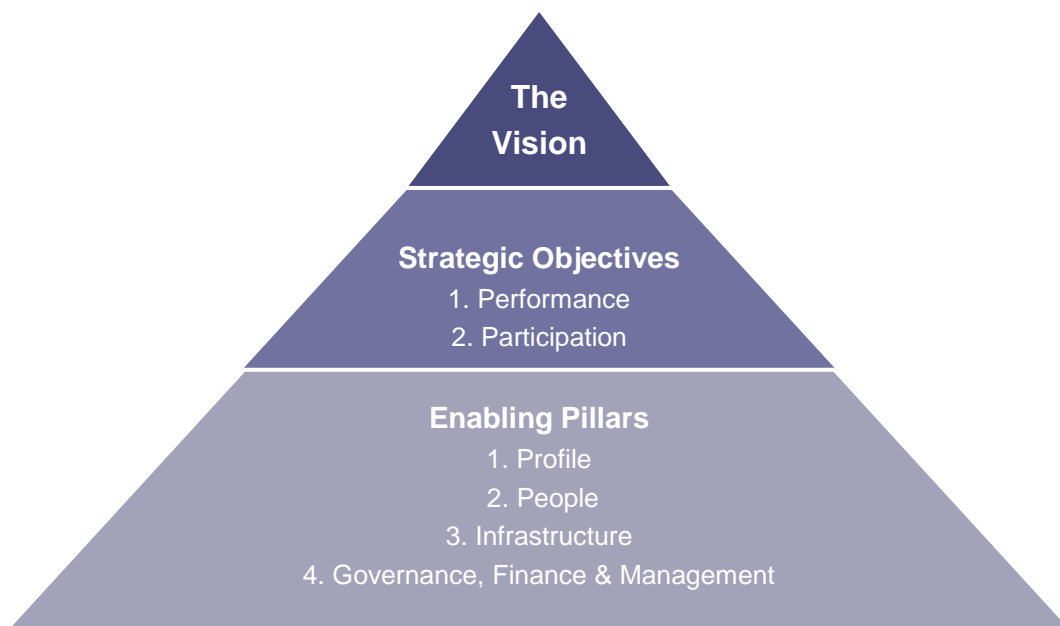 The
Vision
Strategic Objectives
1. Performance
2. Participation
Enabling Pillars
1. Profile
2. People
3. Infrastructure
4. Governance, Finance & Management